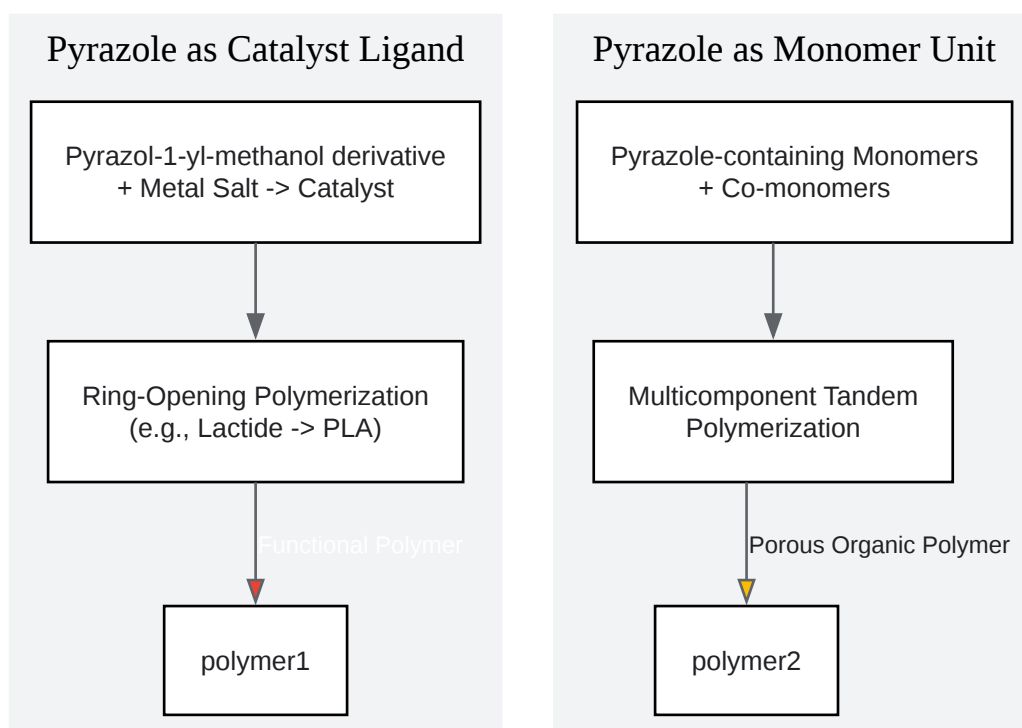 Pyrazole as Catalyst Ligand
Pyrazol-1-yl-methanol derivative
+ Metal Salt -> Catalyst
Ring-Opening Polymerization
(e.g., Lactide -> PLA)
Functional Polymer
polymer1
Pyrazole as Monomer Unit
Pyrazole-containing Monomers
+ Co-monomers
Multicomponent Tandem
Polymerization
Porous Organic Polymer
polymer2